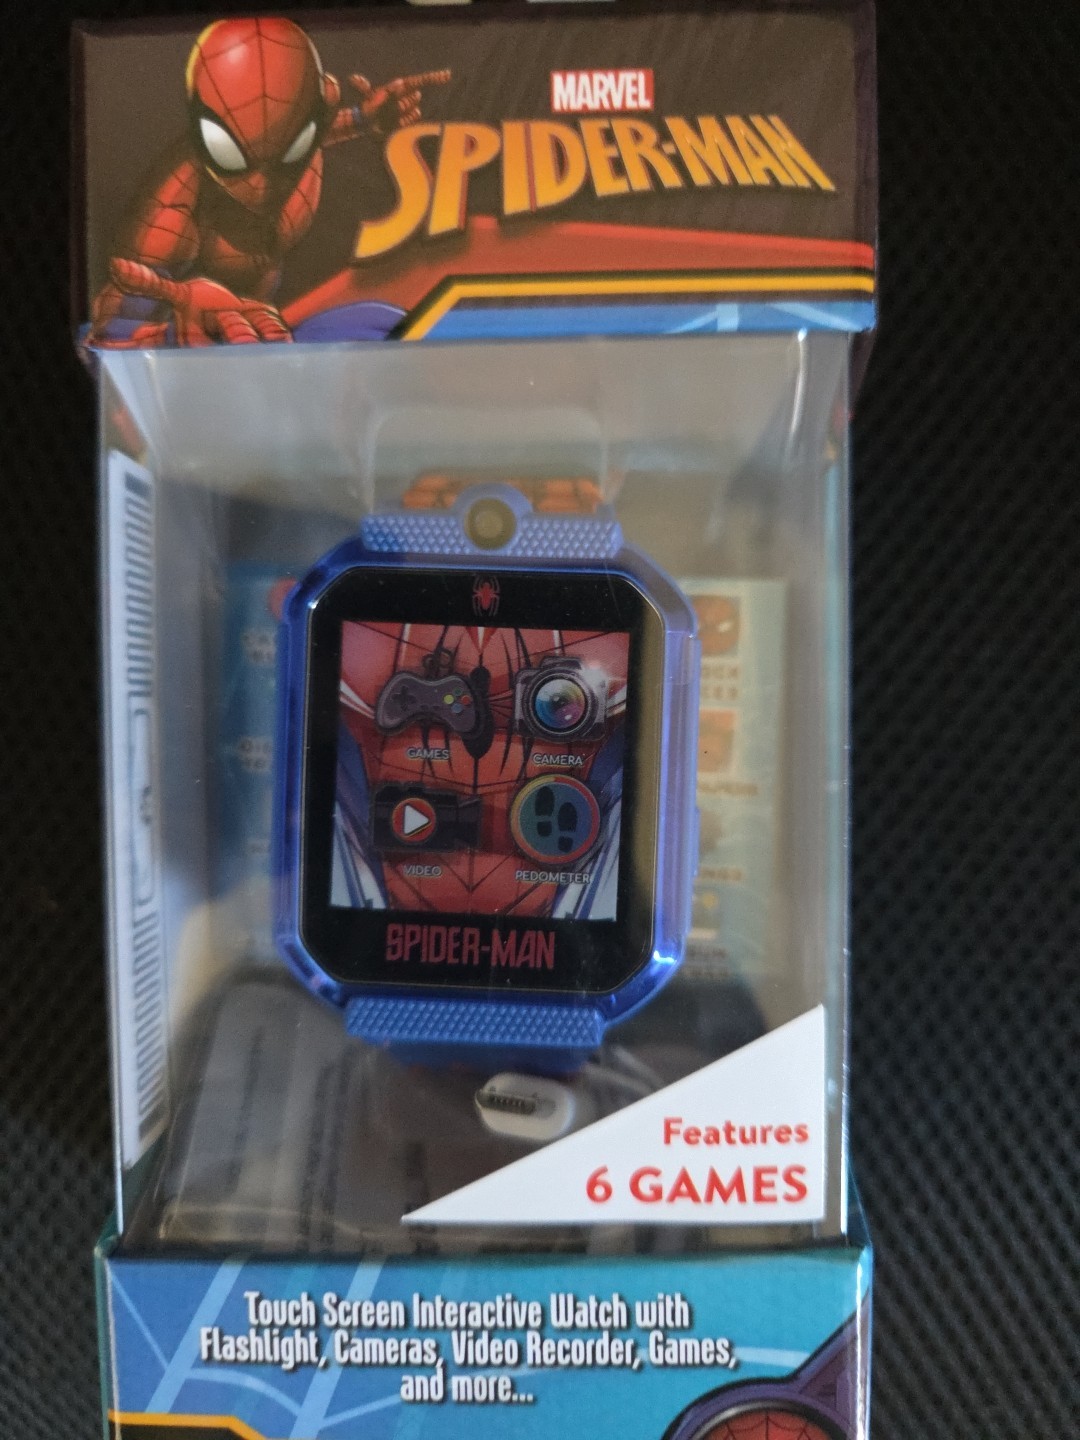 MARVEL
SPIDER-MAN
GAMES
CAMERA
VIDEO
PEDOMETER
SPIDER-MAN
Features
6 GAMES
Touch Screen Interactive Watch with
Flashlight, Cameras, Video Recorder, Games,
and more...